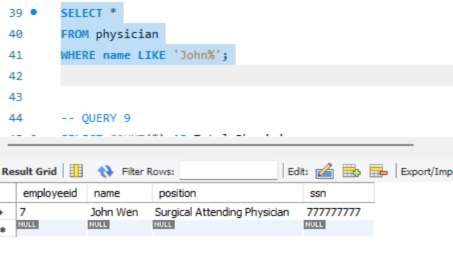 39 SELECT *
40 FROM physician
41 WHERE name LIKE 'John%';
42
43
44 -- QUERY 9
Result Grid Filter Rows: Edit: Export/Imp
employeeid name position ssn
7 John Wen Surgical Attending Physician 777777777
NULL NULL NULL NULL